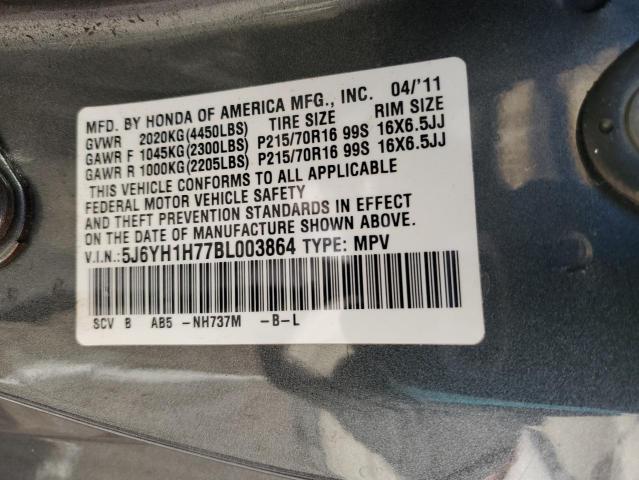 MFD. BY HONDA OF AMERICA MFG., INC. 04/'11
GVWR 2020KG(4450LBS) TIRE SIZE RIM SIZE
GAWR F 1045KG(2300LBS) P215/70R16 99S 16X6.5JJ
GAWR R 1000KG(2205LBS) P215/70R16 99S 16X6.5JJ
THIS VEHICLE CONFORMS TO ALL APPLICABLE
FEDERAL MOTOR VEHICLE SAFETY
AND THEFT PREVENTION STANDARDS IN EFFECT
ON THE DATE OF MANUFACTURE SHOWN ABOVE.
V.I.N.:5J6YH1H77BL003864 TYPE: MPV
SCV B AB5 -NH737M -B-L